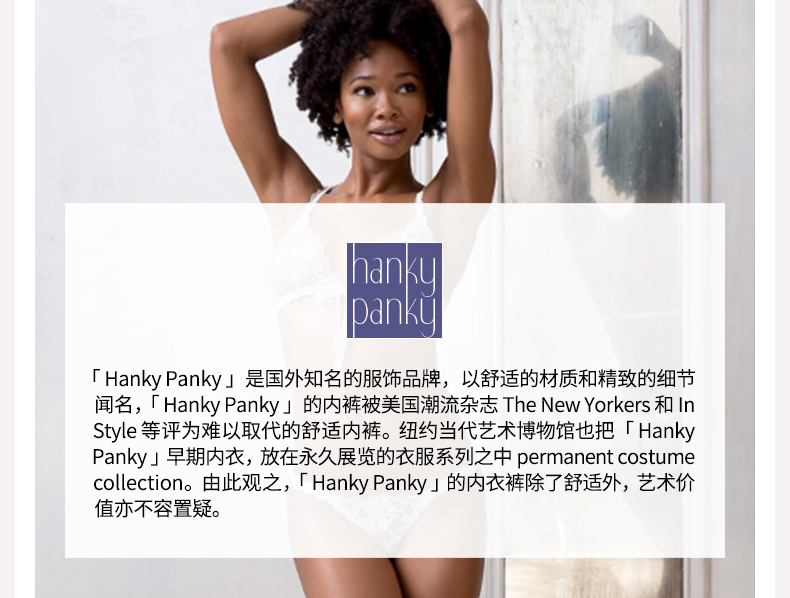 hanky
panky
「 Hanky Panky 」是国外知名的服饰品牌，以舒适的材质和精致的细节
闻名，「 Hanky Panky 」的内裤被美国潮流杂志 The New Yorkers 和 In
Style 等评为难以取代的舒适内裤。纽约当代艺术博物馆也把「 Hanky
Panky 」早期内衣，放在永久展览的衣服系列之中 permanent costume
collection。由此观之，「 Hanky Panky 」的内衣裤除了舒适外，艺术价
值亦不容置疑。